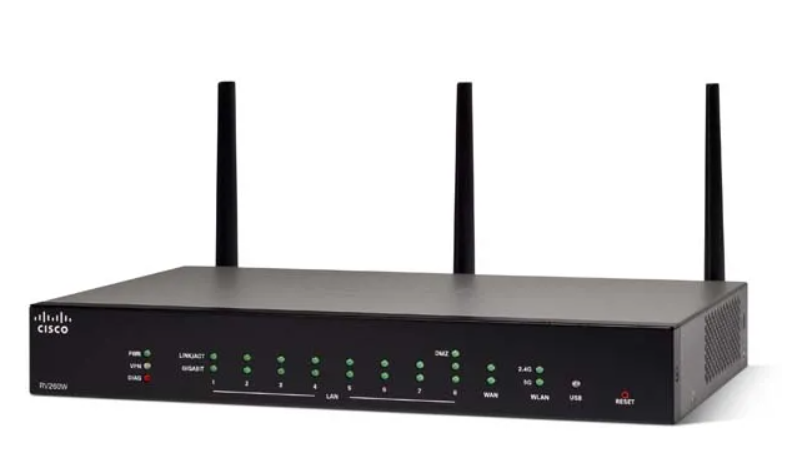 CISCO
PWR
VPN
DIAG
RV260W
LINK/ACT
GIGABIT
1 2 3 4 5 6 7 8
LAN
DMZ
WAN
2.4G
5G
WLAN
USB
RESET